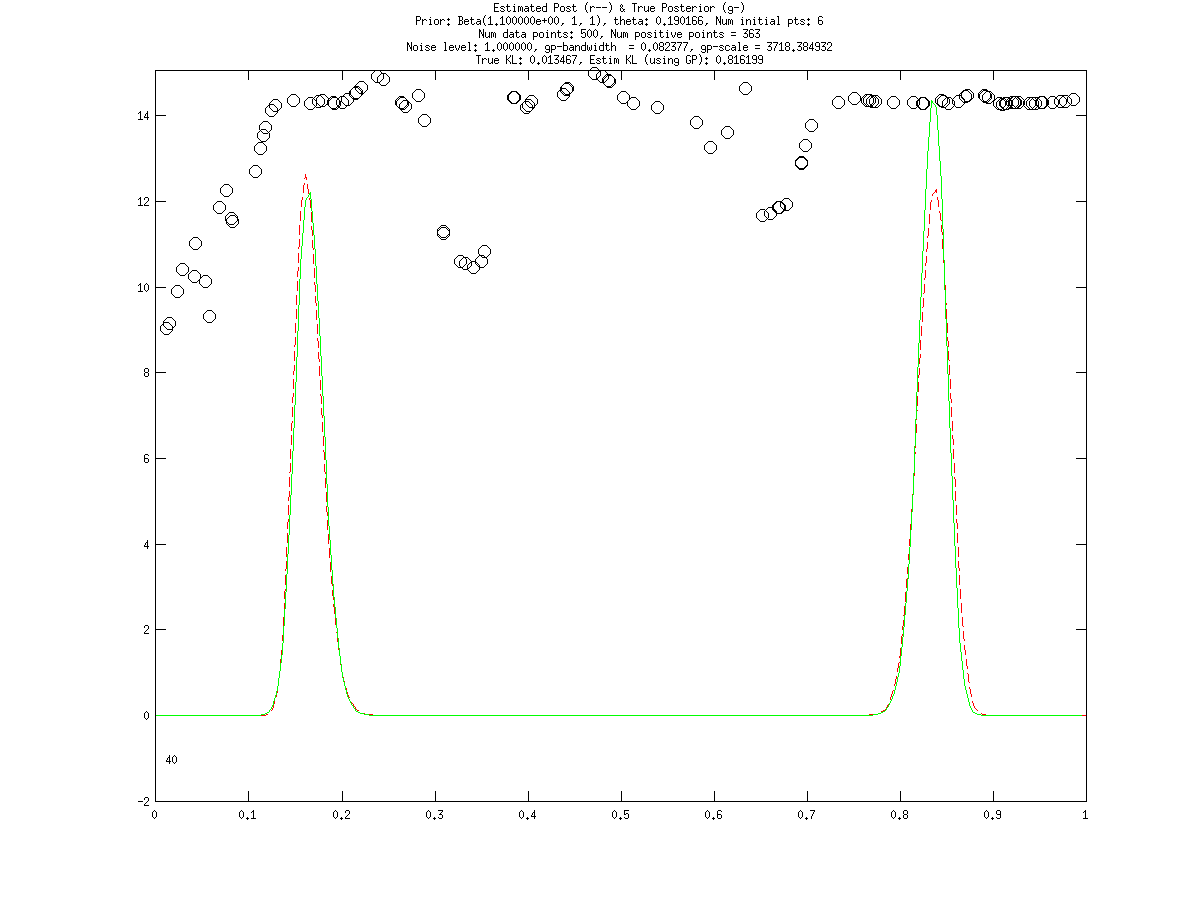 Estimated Post (r--) & True Posterior (g-)
Prior: Beta(1.100000e+00, 1, 1), theta: 0.190166, Num initial pts: 6
Num data points: 500, Num positive points = 363
Noise level: 1.000000, gp-bandwidth  = 0.082377, gp-scale = 3718.384932
True KL: 0.013467, Estim KL (using GP): 0.816199
14
12
10
8
6
4
2
0
40
-2
0 0.1 0.2 0.3 0.4 0.5 0.6 0.7 0.8 0.9 1